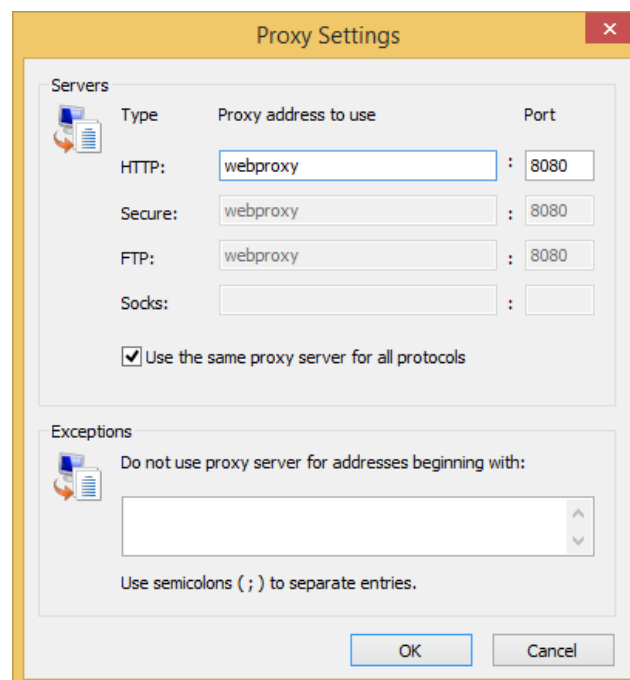 Proxy Settings
Servers
Type Proxy address to use Port
HTTP: webproxy : 8080
Secure: webproxy : 8080
FTP: webproxy : 8080
Socks: :
Use the same proxy server for all protocols
Exceptions
Do not use proxy server for addresses beginning with:
Use semicolons ( ; ) to separate entries.
OK Cancel